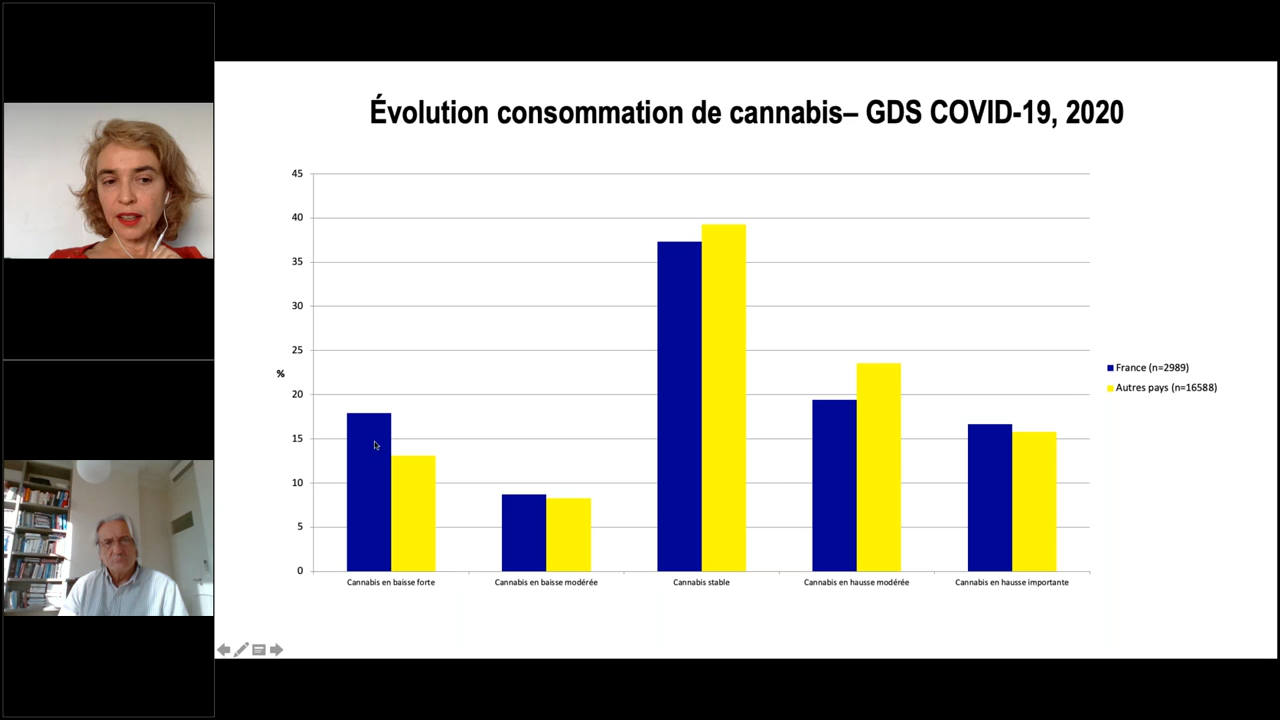 Évolution consommation de cannabis– GDS COVID-19, 2020
45
40
35
30
25
20
15
10
5
0
%
Cannabis en baisse forte
Cannabis en baisse modérée
Cannabis stable
Cannabis en hausse modérée
Cannabis en hausse importante
France (n=2989)
Autres pays (n=16588)